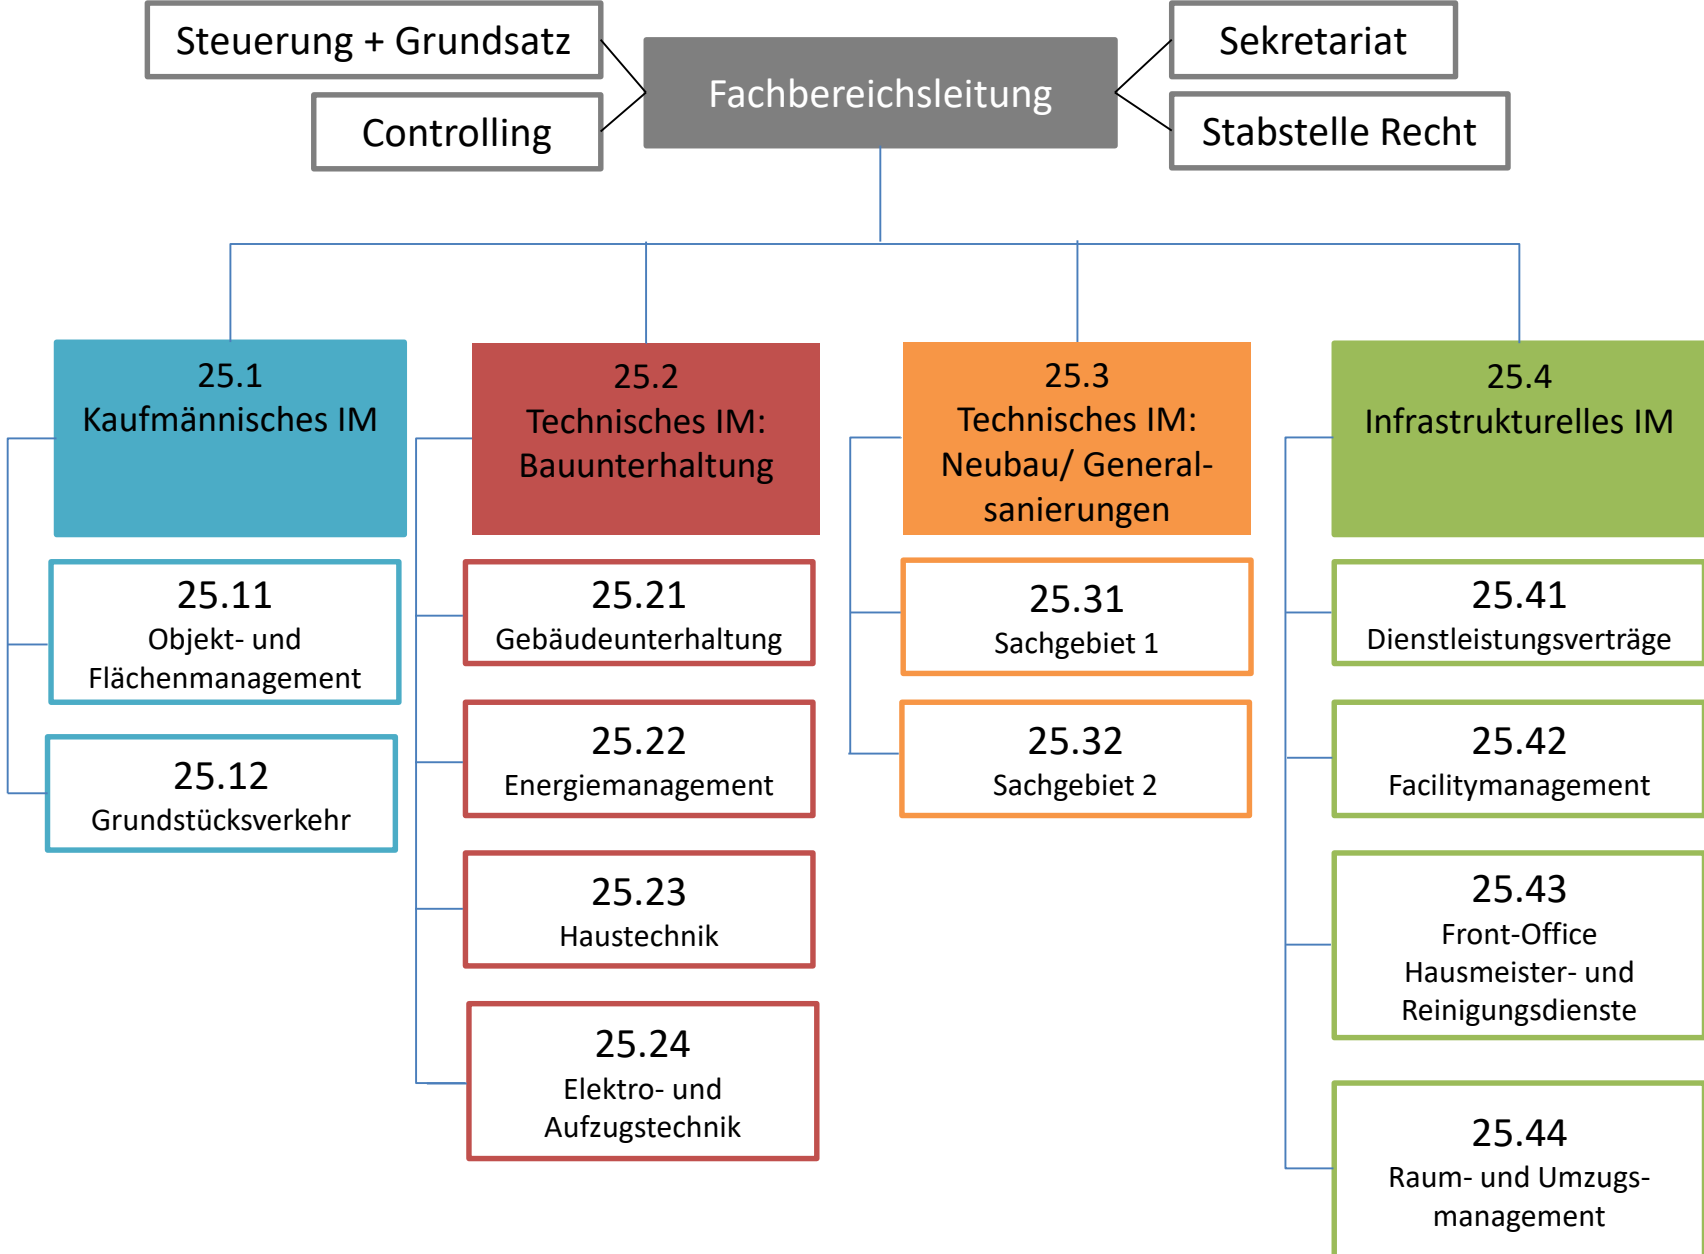 Steuerung + Grundsatz
Controlling
Fachbereichsleitung
Sekretariat
Stabstelle Recht
25.1
Kaufmännisches IM
25.11
Objekt- und
Flächenmanagement
25.12
Grundstücksverkehr
25.2
Technisches IM:
Bauunterhaltung
25.21
Gebäudeunterhaltung
25.22
Energiemanagement
25.23
Haustechnik
25.24
Elektro- und
Aufzugstechnik
25.3
Technisches IM:
Neubau/ General-
sanierungen
25.31
Sachgebiet 1
25.32
Sachgebiet 2
25.4
Infrastrukturelles IM
25.41
Dienstleistungsverträge
25.42
Facilitymanagement
25.43
Front-Office
Hausmeister- und
Reinigungsdienste
25.44
Raum- und Umzugs-
management